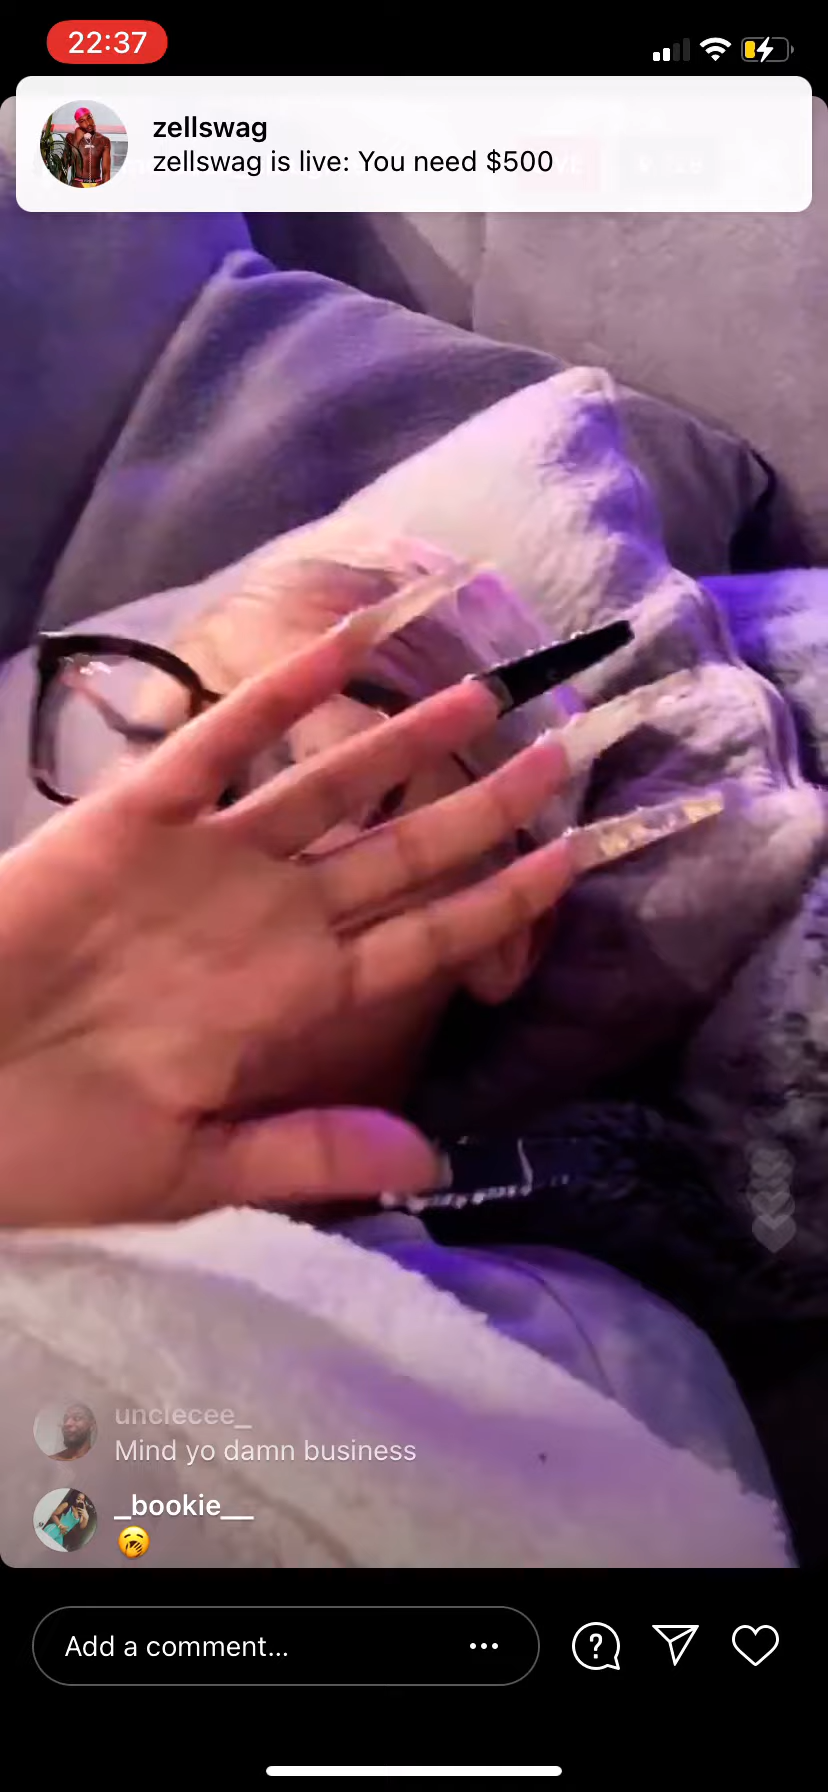 22:37
zellswag
zellswag is live: You need $500
unclecee_
Mind yo damn business
_bookie__
Add a comment...